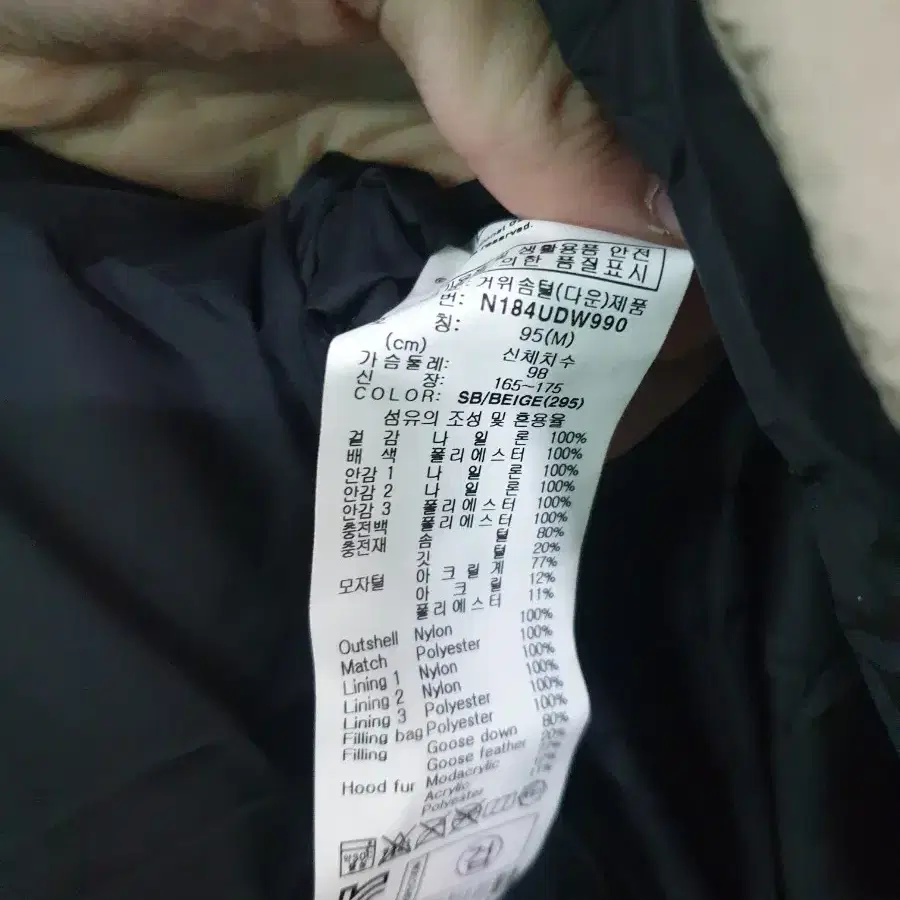 reserved.
생활용품 안전
의한 품질표시
거위솜털(다운)제품
번: N184UDW990
칭: 95(M)
(cm) 신체치수
가슴둘레: 98
신 장: 165~175
COLOR: SB/BEIGE(295)
섬유의 조성 및 혼용율
겉 감 나 일 론 100%
배 색 폴리에스터 100%
안감 1 나 일 론 100%
안감 2 나 일 론 100%
안감 3 폴리에스터 100%
충전백 폴리에스터 100%
충전재 솜 털 80%
깃 털 20%
모자털 아 크 릴 계 77%
아 크 릴 12%
폴리에스터 11%
Outshell Nylon 100%
Match Polyester 100%
Lining 1 Nylon 100%
Lining 2 Nylon 100%
Lining 3 Polyester 100%
Filling bag Polyester 100%
Filling Goose down 80%
Goose feather 20%
Hood fur Modacrylic 77%
Acrylic 12%
Polyester 11%